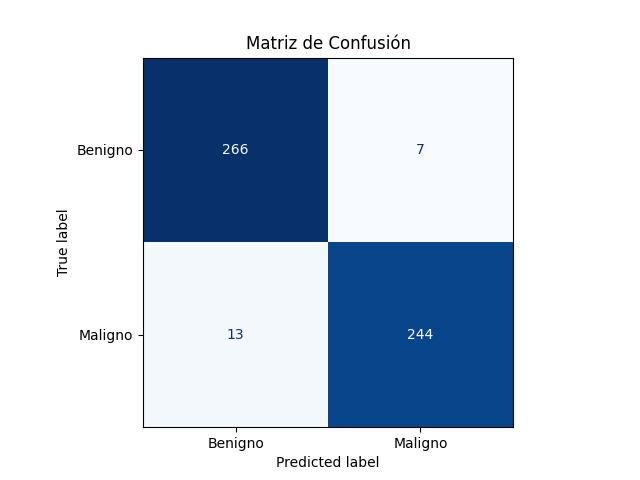 Matriz de Confusión
True label
Benigno
266
7
Maligno
13
244
Benigno
Maligno
Predicted label